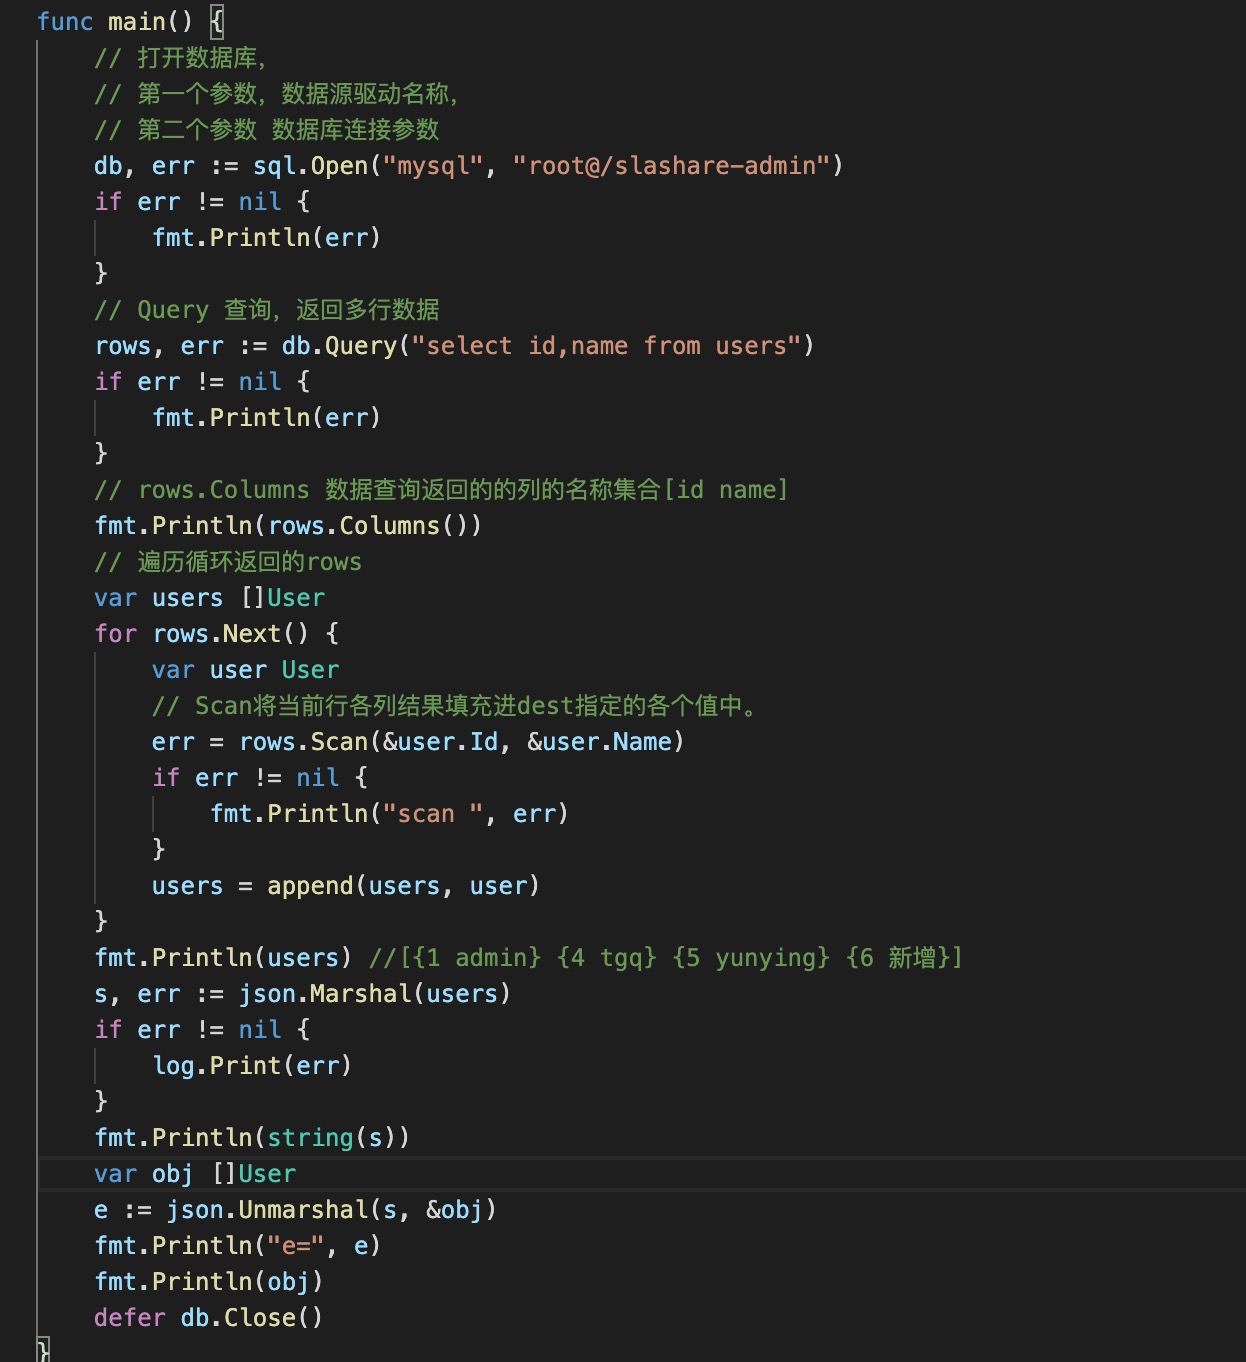 func main() {
    // 打开数据库，
    // 第一个参数，数据源驱动名称，
    // 第二个参数 数据库连接参数
    db, err := sql.Open("mysql", "root@/slashare-admin")
    if err != nil {
        fmt.Println(err)
    }
    // Query 查询，返回多行数据
    rows, err := db.Query("select id,name from users")
    if err != nil {
        fmt.Println(err)
    }
    // rows.Columns 数据查询返回的的列的名称集合[id name]
    fmt.Println(rows.Columns())
    // 遍历循环返回的rows
    var users []User
    for rows.Next() {
        var user User
        // Scan将当前行各列结果填充进dest指定的各个值中。
        err = rows.Scan(&user.Id, &user.Name)
        if err != nil {
            fmt.Println("scan ", err)
        }
        users = append(users, user)
    }
    fmt.Println(users) //[{1 admin} {4 tgq} {5 yunying} {6 新增}]
    s, err := json.Marshal(users)
    if err != nil {
        log.Print(err)
    }
    fmt.Println(string(s))
    var obj []User
    e := json.Unmarshal(s, &obj)
    fmt.Println("e=", e)
    fmt.Println(obj)
    defer db.Close()
}